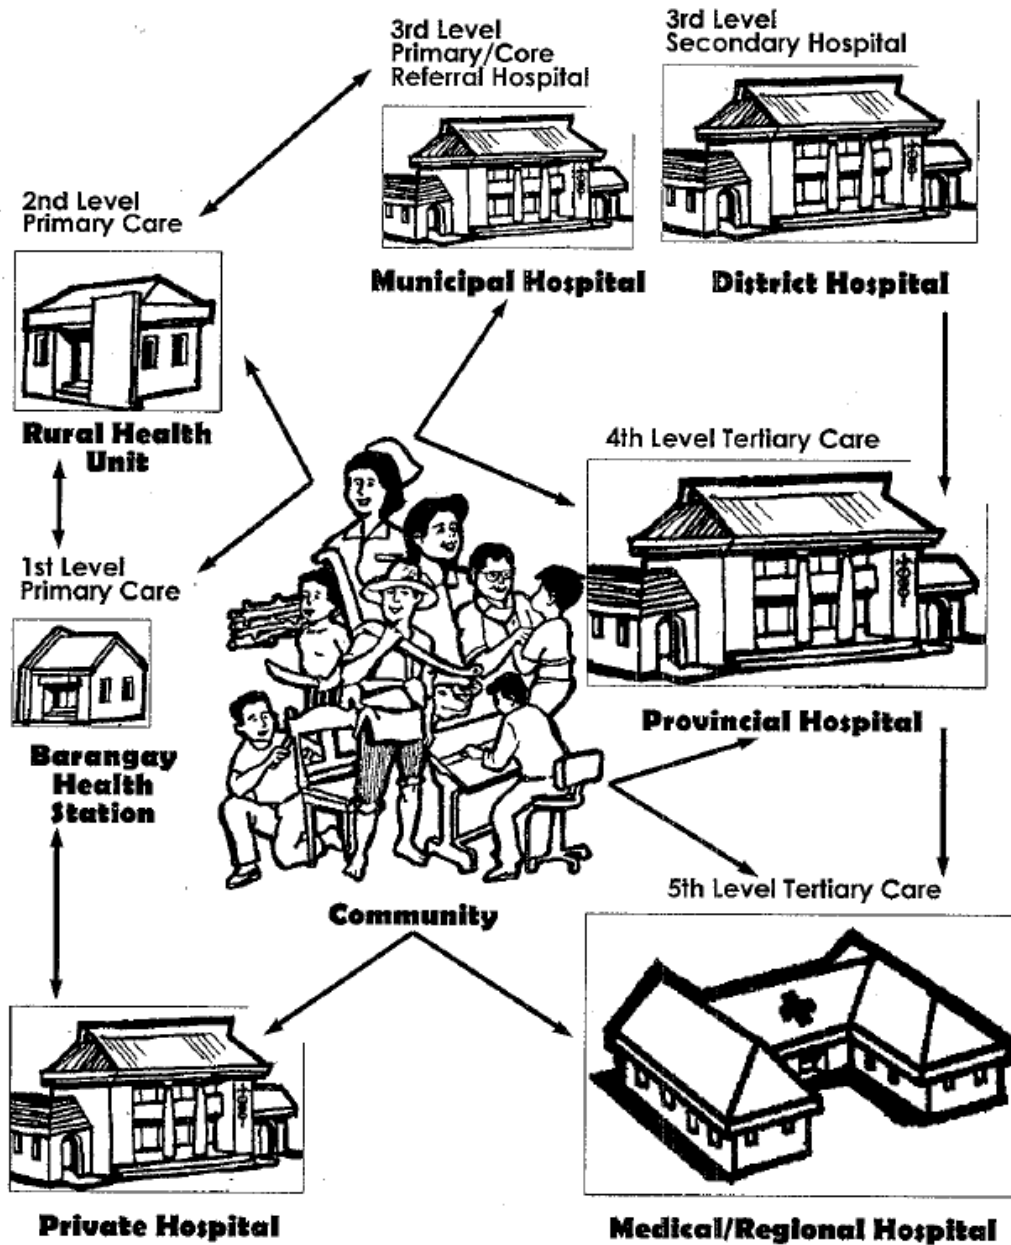 3rd Level
Primary/Core
Referral Hospital
3rd Level
Secondary Hospital
Municipal Hospital
District Hospital
2nd Level
Primary Care
Rural Health
Unit
4th Level Tertiary Care
1st Level
Primary Care
Provincial Hospital
Barangay
Health
Station
5th Level Tertiary Care
Community
Private Hospital
Medical/Regional Hospital